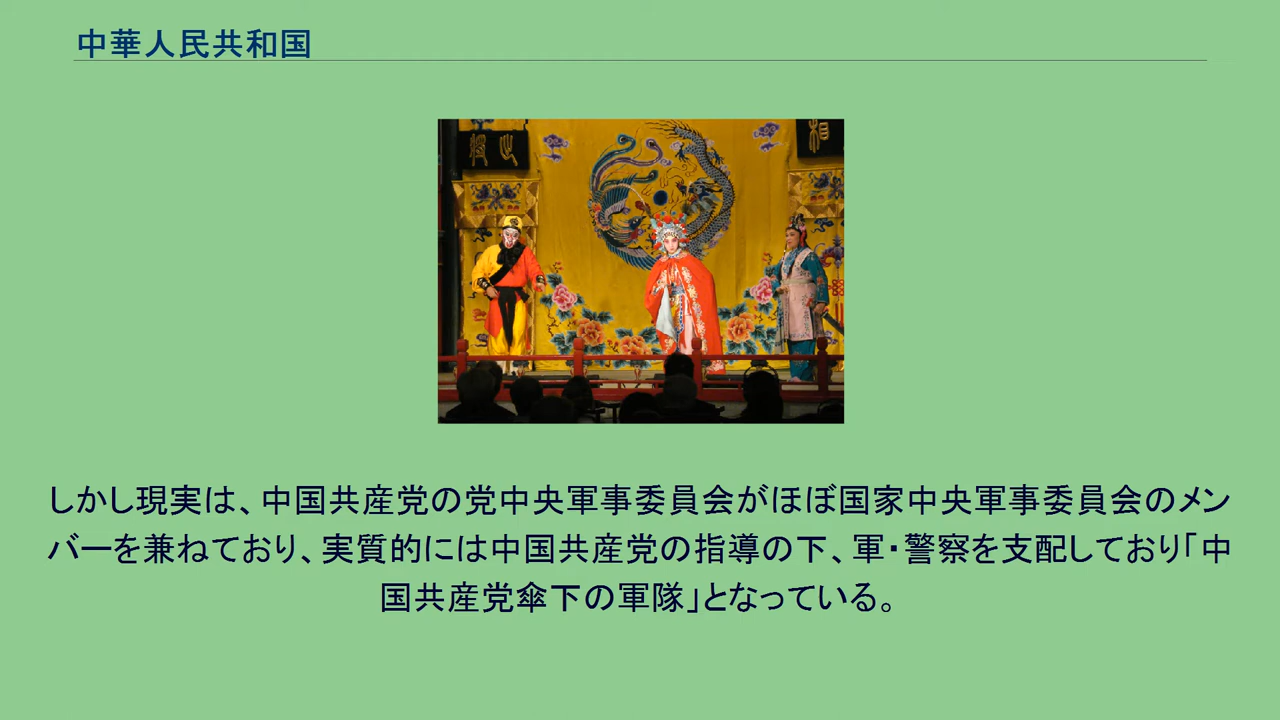 中華人民共和国
しかし現実は、中国共産党の党中央軍事委員会がほぼ国家中央軍事委員会のメン
バーを兼ねており、実質的には中国共産党の指導の下、軍・警察を支配しており「中
国共産党傘下の軍隊」となっている。